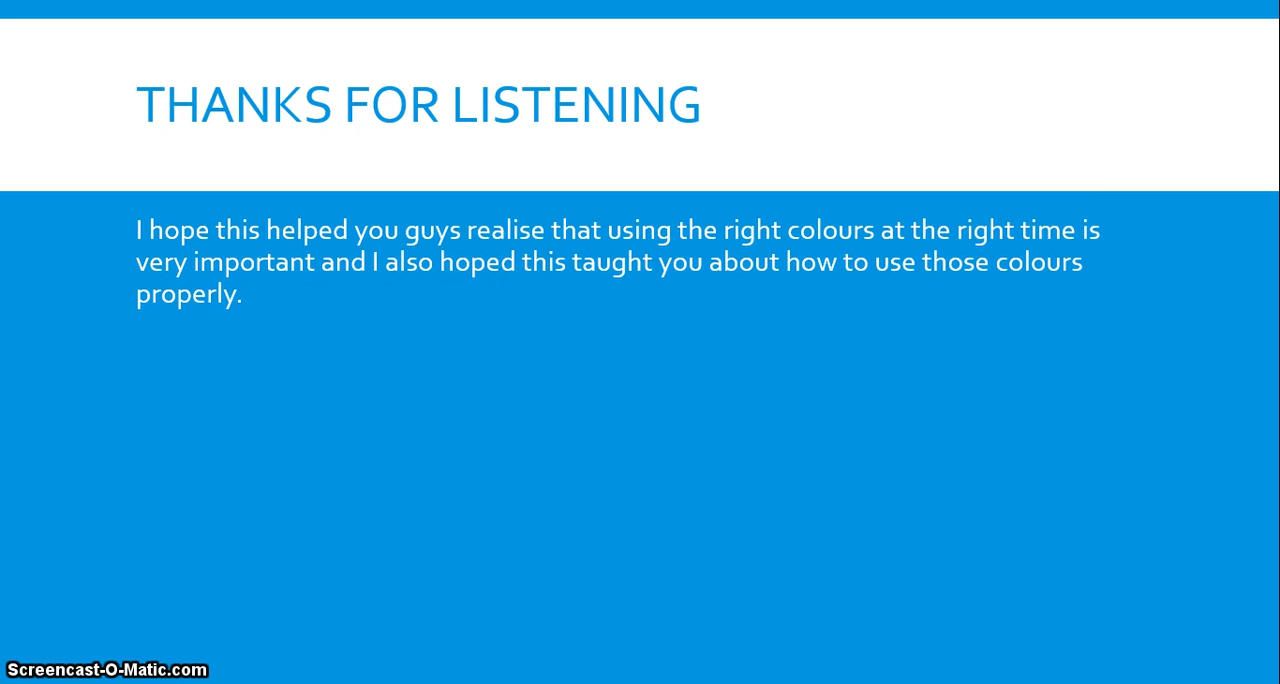 THANKS FOR LISTENING
I hope this helped you guys realise that using the right colours at the right time is
very important and I also hoped this taught you about how to use those colours
properly.
Screencast-O-Matic.com